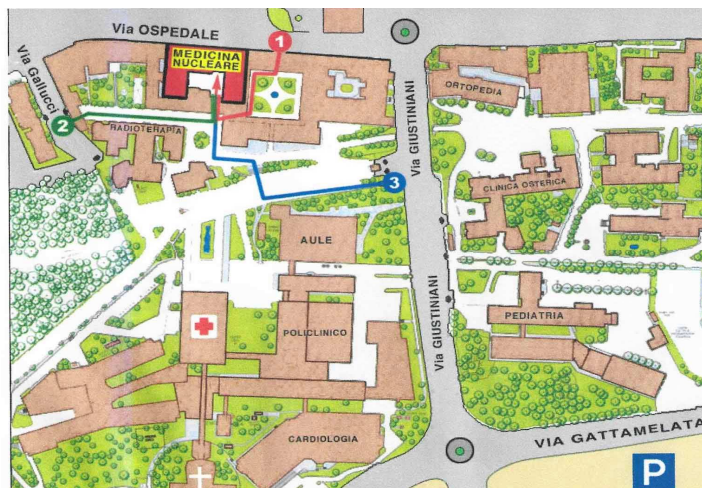 Via OSPEDALE
1
MEDICINA
NUCLEARE
Via Gallucci
2
RADIOTERAPIA
ORTOPEDIA
Via GIUSTINIANI
3
CLINICA OSTERICA
AULE
POLICLINICO
PEDIATRIA
Via GIUSTINIANI
CARDIOLOGIA
VIA GATTAMELATA
P